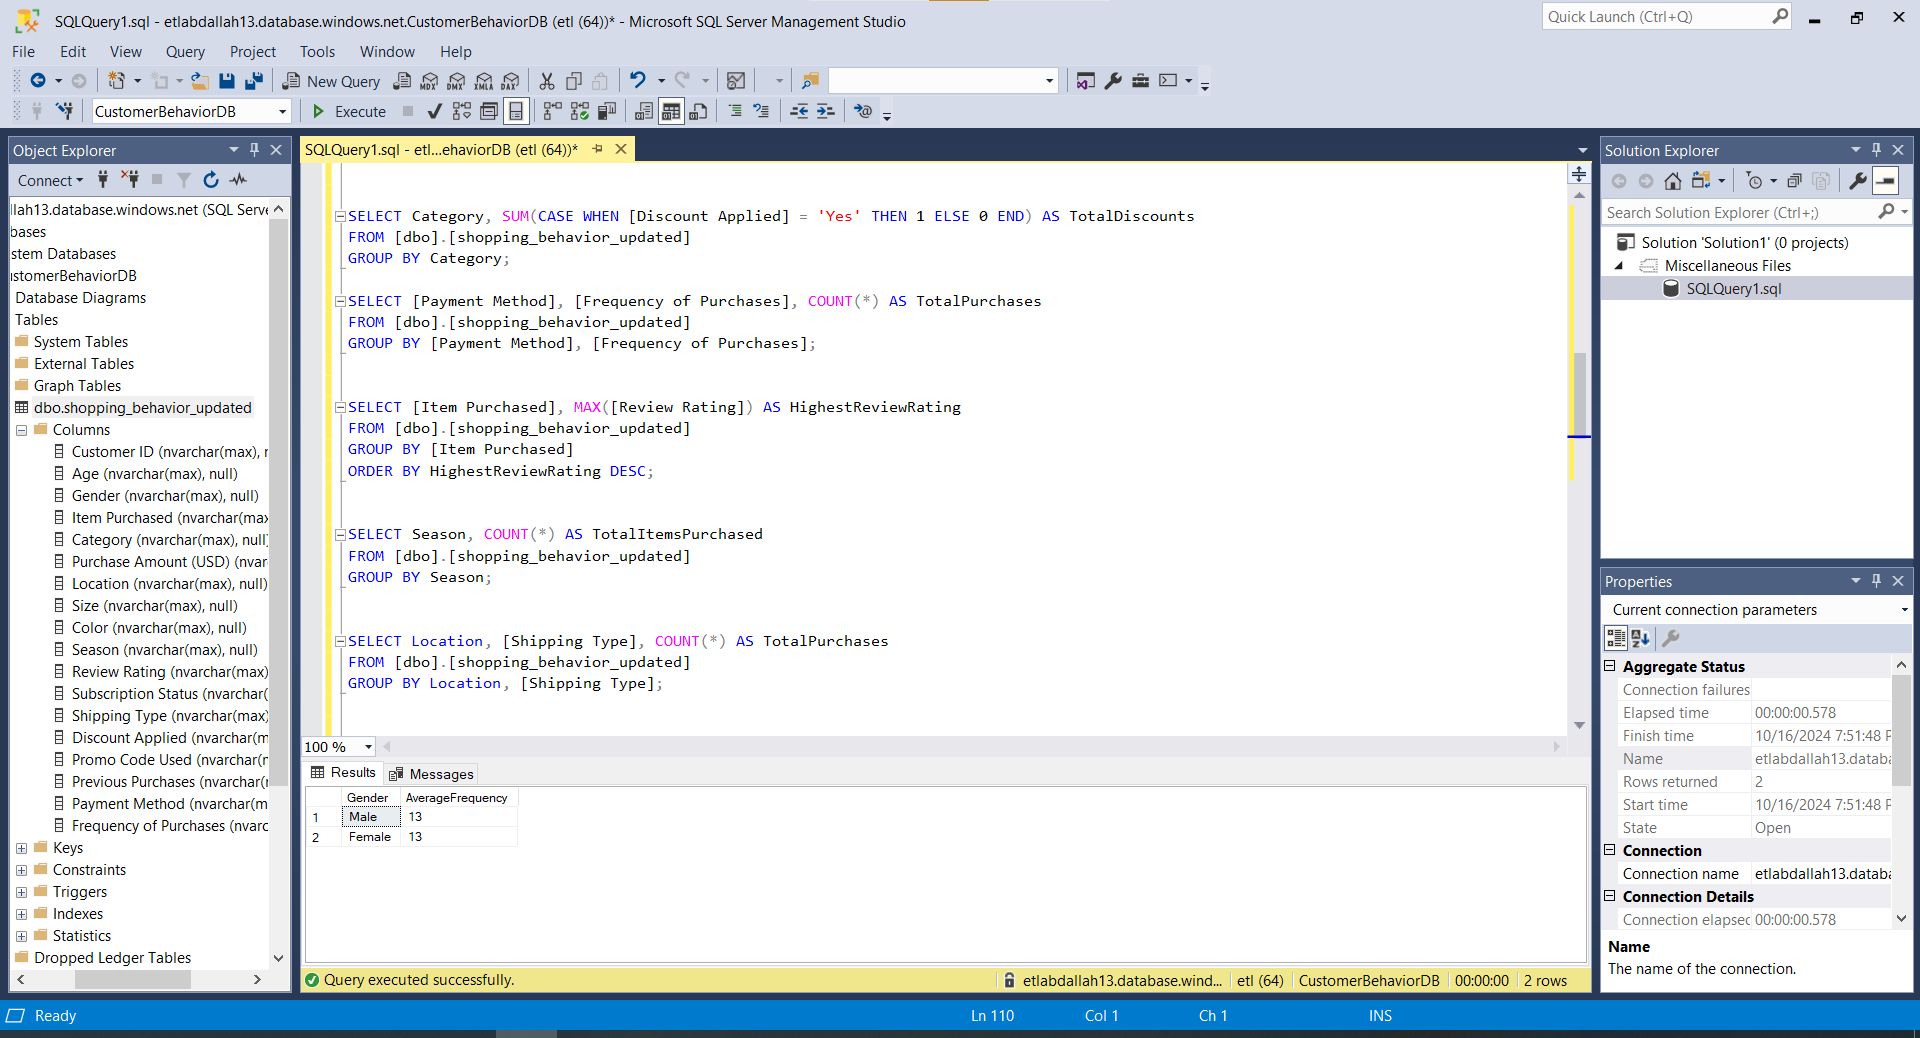 SQLQuery1.sql - etlabdallah13.database.windows.net.CustomerBehaviorDB (etl (64))* - Microsoft SQL Server Management Studio
Quick Launch (Ctrl+Q)
File Edit View Query Project Tools Window Help
New Query
MDX DMX XMLA DAX
CustomerBehaviorDB
Execute
Object Explorer
Connect
llah13.database.windows.net (SQL Serve
bases
stem Databases
ustomerBehaviorDB
Database Diagrams
Tables
System Tables
External Tables
Graph Tables
dbo.shopping_behavior_updated
Columns
Customer ID (nvarchar(max), r
Age (nvarchar(max), null)
Gender (nvarchar(max), null)
Item Purchased (nvarchar(max
Category (nvarchar(max), null
Purchase Amount (USD) (nvar
Location (nvarchar(max), null)
Size (nvarchar(max), null)
Color (nvarchar(max), null)
Season (nvarchar(max), null)
Review Rating (nvarchar(max)
Subscription Status (nvarchar(
Shipping Type (nvarchar(max)
Discount Applied (nvarchar(m
Promo Code Used (nvarchar(r
Previous Purchases (nvarchar(r
Payment Method (nvarchar(m
Frequency of Purchases (nvarc
Keys
Constraints
Triggers
Indexes
Statistics
Dropped Ledger Tables
SQLQuery1.sql - etl...ehaviorDB (etl (64))*
SELECT Category, SUM(CASE WHEN [Discount Applied] = 'Yes' THEN 1 ELSE 0 END) AS TotalDiscounts
FROM [dbo].[shopping_behavior_updated]
GROUP BY Category;
SELECT [Payment Method], [Frequency of Purchases], COUNT(*) AS TotalPurchases
FROM [dbo].[shopping_behavior_updated]
GROUP BY [Payment Method], [Frequency of Purchases];
SELECT [Item Purchased], MAX([Review Rating]) AS HighestReviewRating
FROM [dbo].[shopping_behavior_updated]
GROUP BY [Item Purchased]
ORDER BY HighestReviewRating DESC;
SELECT Season, COUNT(*) AS TotalItemsPurchased
FROM [dbo].[shopping_behavior_updated]
GROUP BY Season;
SELECT Location, [Shipping Type], COUNT(*) AS TotalPurchases
FROM [dbo].[shopping_behavior_updated]
GROUP BY Location, [Shipping Type];
100 %
Results Messages
Gender AverageFrequency
1 Male 13
2 Female 13
Query executed successfully.
etlabdallah13.database.wind... etl (64) CustomerBehaviorDB 00:00:00 2 rows
Solution Explorer
Search Solution Explorer (Ctrl+;)
Solution 'Solution1' (0 projects)
Miscellaneous Files
SQLQuery1.sql
Properties
Current connection parameters
Aggregate Status
Connection failures
Elapsed time 00:00:00.578
Finish time 10/16/2024 7:51:48 P
Name etlabdallah13.databa
Rows returned 2
Start time 10/16/2024 7:51:48 P
State Open
Connection
Connection name etlabdallah13.databa
Connection Details
Connection elapsec 00:00:00.578
Name
The name of the connection.
Ready Ln 110 Col 1 Ch 1 INS